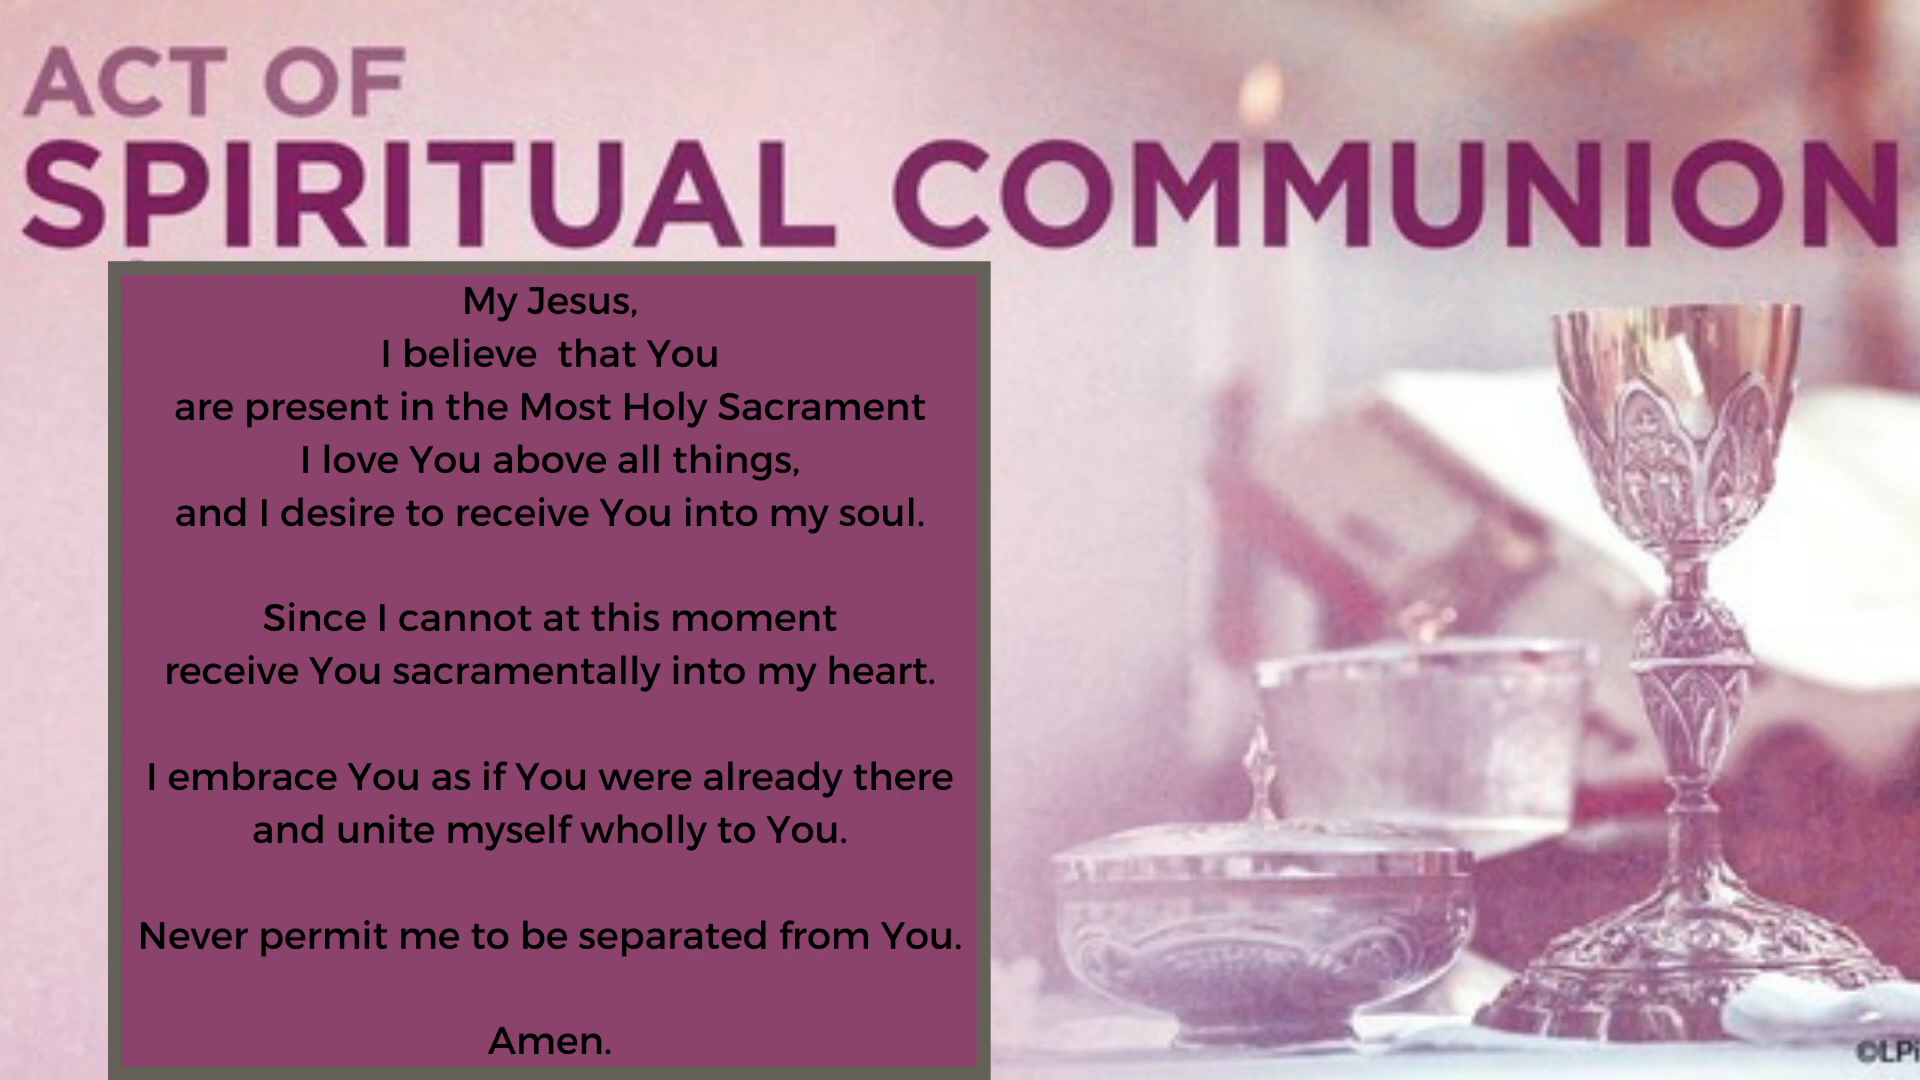 ACT OF
SPIRITUAL COMMUNION
My Jesus,
I believe  that You
are present in the Most Holy Sacrament
I love You above all things,
and I desire to receive You into my soul.
Since I cannot at this moment
receive You sacramentally into my heart.
I embrace You as if You were already there
and unite myself wholly to You.
Never permit me to be separated from You.
Amen.
©LPi